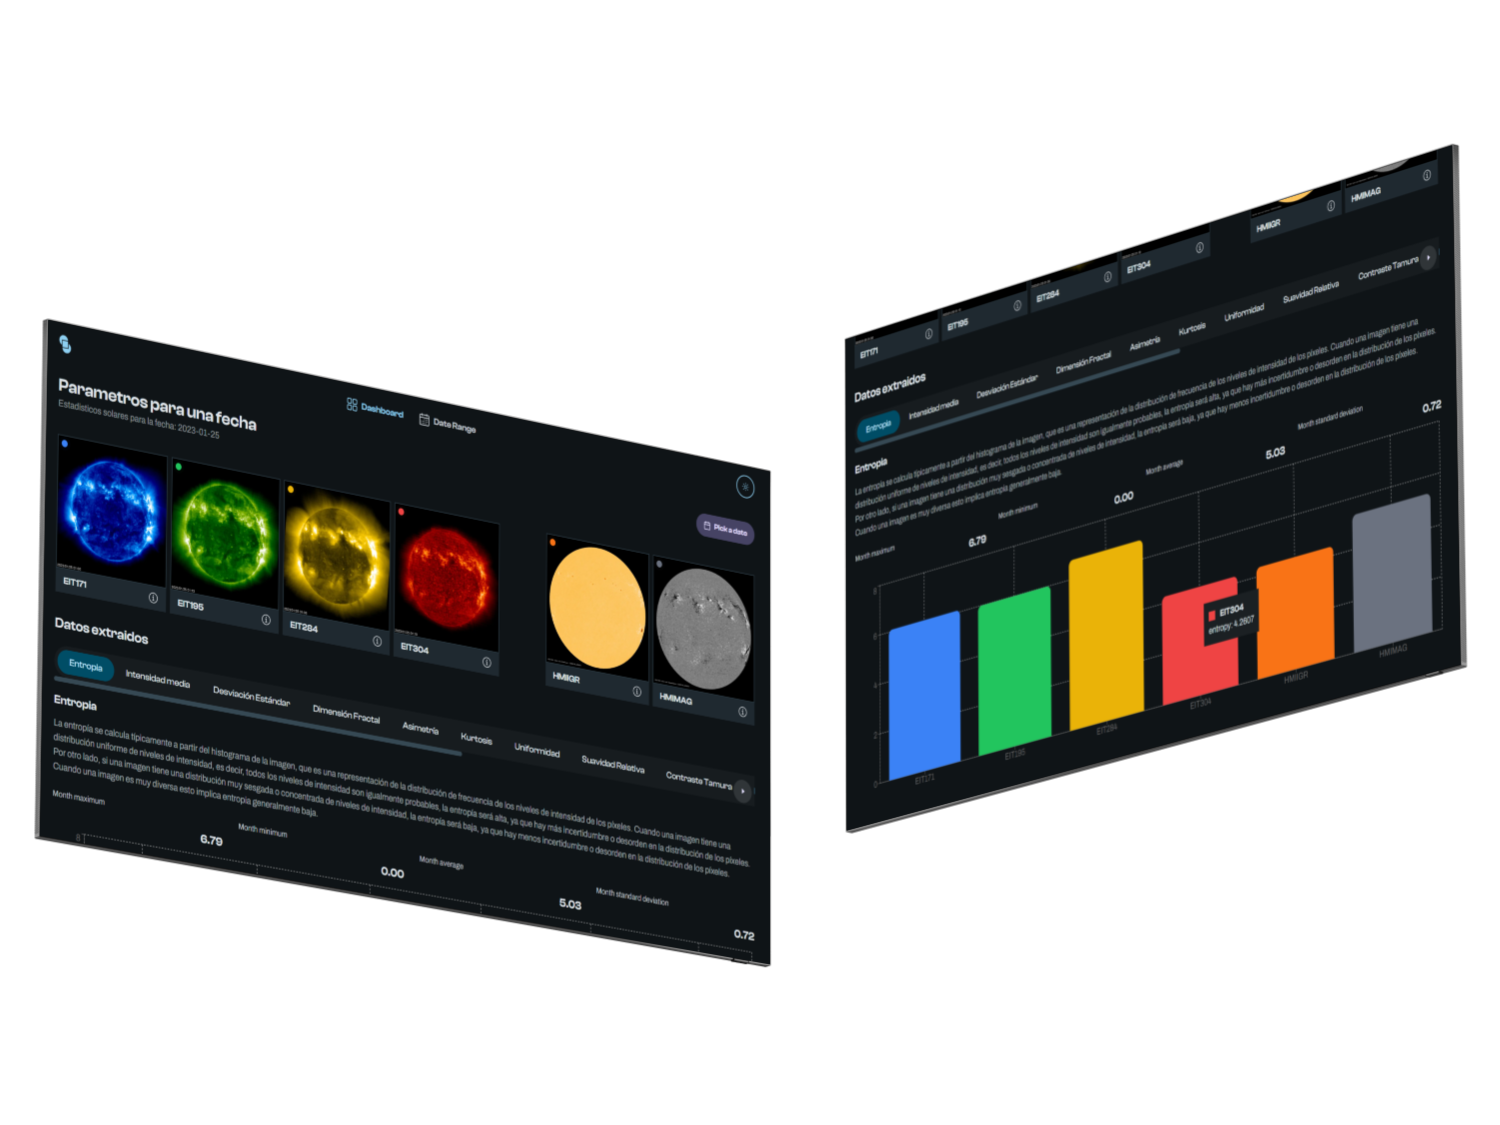 Dashboard
Date Range
Parametros para una fecha
Estadísticos solares para la fecha: 2023-01-25
Pick a date
EIT171
EIT195
EIT284
EIT304
HMIIGR
HMIMAG
Datos extraidos
Entropia
Intensidad media
Desviación Estándar
Dimensión Fractal
Asimetría
Kurtosis
Uniformidad
Suavidad Relativa
Contraste Tamura
Entropia
La entropía se calcula típicamente a partir del histograma de la imagen, que es una representación de la distribución de frecuencia de los niveles de intensidad de los píxeles. Cuando una imagen tiene una
distribución uniforme de niveles de intensidad, es decir, todos los niveles de intensidad son igualmente probables, la entropía será alta, ya que hay más incertidumbre o desorden en la distribución de los píxeles.
Por otro lado, si una imagen tiene una distribución muy sesgada o concentrada de niveles de intensidad, la entropía será baja, ya que hay menos incertidumbre o desorden en la distribución de los píxeles.
Cuando una imagen es muy diversa esto implica entropia generalmente baja.
Month maximum
6.79
Month minimum
0.00
Month average
5.03
Month standard deviation
0.72
8
EIT171
EIT195
EIT284
EIT304
HMIIGR
HMIMAG
Datos extraidos
Entropia
Intensidad media
Desviación Estándar
Dimensión Fractal
Asimetría
Kurtosis
Uniformidad
Suavidad Relativa
Contraste Tamura
Entropia
La entropía se calcula típicamente a partir del histograma de la imagen, que es una representación de la distribución de frecuencia de los niveles de intensidad de los píxeles. Cuando una imagen tiene una
distribución uniforme de niveles de intensidad, es decir, todos los niveles de intensidad son igualmente probables, la entropía será alta, ya que hay más incertidumbre o desorden en la distribución de los píxeles.
Por otro lado, si una imagen tiene una distribución muy sesgada o concentrada de niveles de intensidad, la entropía será baja, ya que hay menos incertidumbre o desorden en la distribución de los píxeles.
Cuando una imagen es muy diversa esto implica entropia generalmente baja.
Month maximum
6.79
Month minimum
0.00
Month average
5.03
Month standard deviation
0.72
8
6
4
2
0
EIT304
entropy: 4.2607
EIT171
EIT195
EIT284
EIT304
HMIIGR
HMIMAG